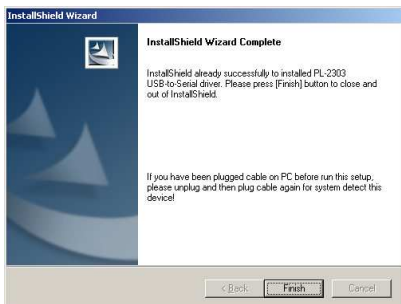 InstallShield Wizard
InstallShield Wizard Complete
InstallShield already successfully to installed PL-2303
USB-to-Serial driver. Please press [Finish] button to close and
out of InstallShield.
If you have been plugged cable on PC before run this setup,
please unplug and then plug cable again for system detect this
device!
< Back Finish Cancel